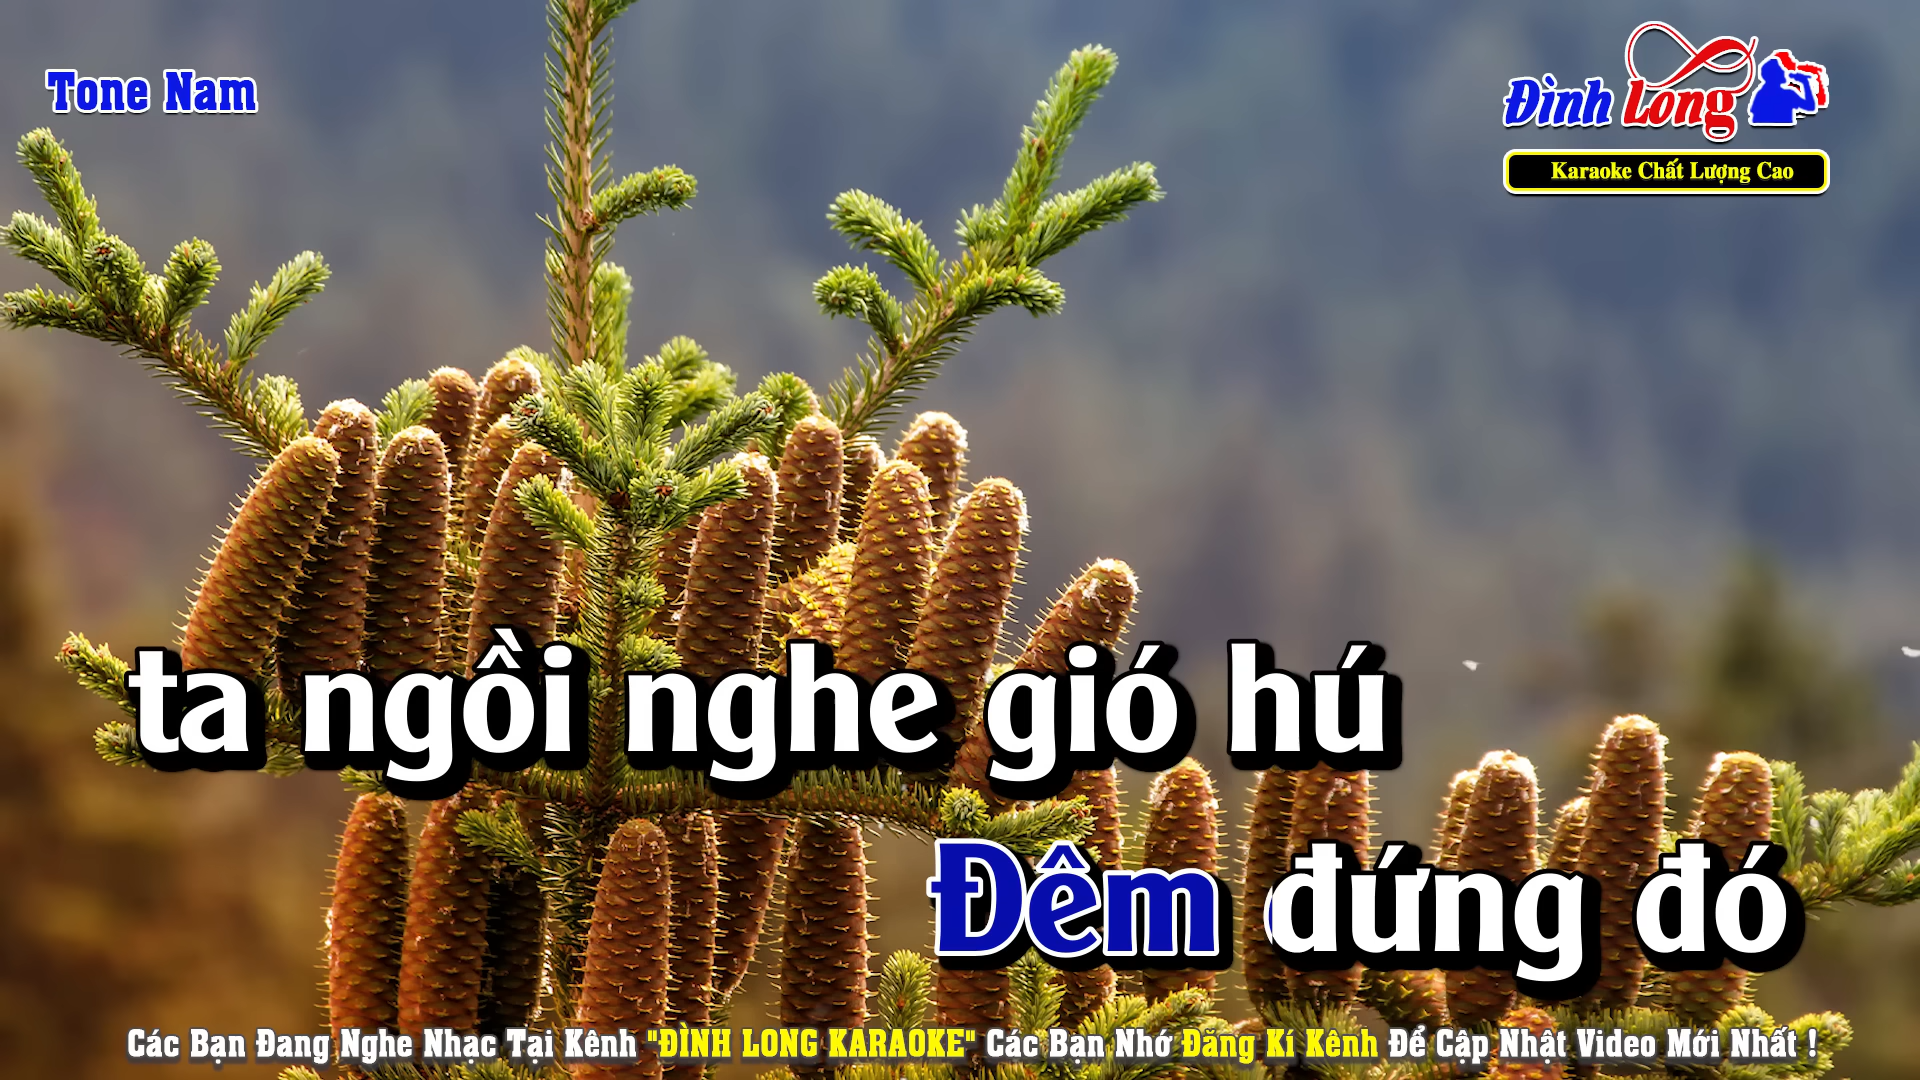 Tone Nam
Đình Long
Karaoke Chất Lượng Cao
ta ngồi nghe gió hú
Đêm đứng đó
Các Bạn Đang Nghe Nhạc Tại Kênh "ĐÌNH LONG KARAOKE" Các Bạn Nhớ Đăng Kí Kênh Để Cập Nhật Video Mới Nhất !